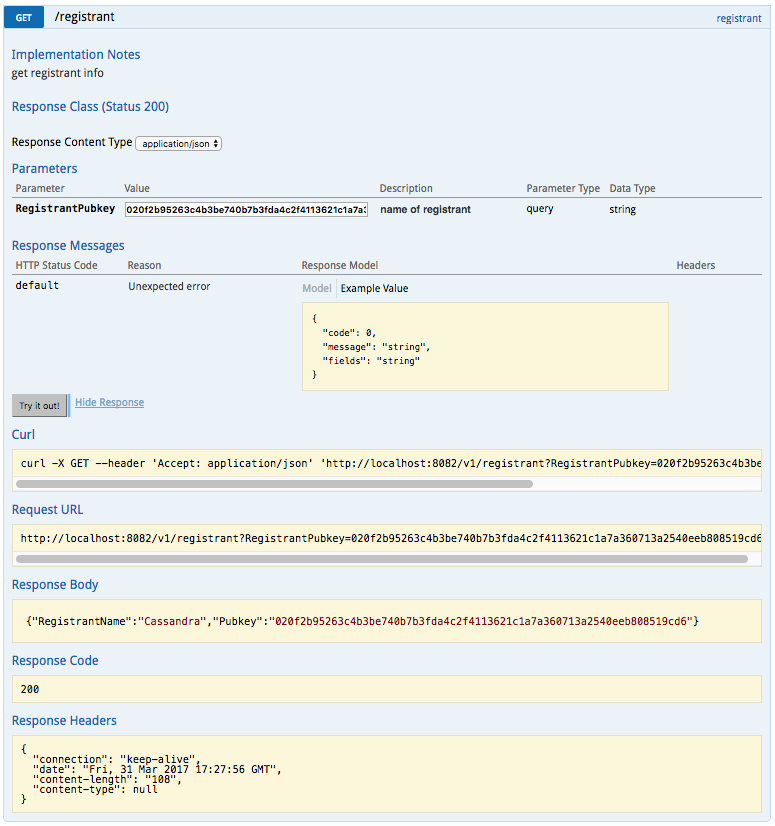 GET /registrant registrant
Implementation Notes
get registrant info
Response Class (Status 200)
Response Content Type application/json
Parameters
Parameter Value Description Parameter Type Data Type
RegistrantPubkey 020f2b95263c4b3be740b7b3fda4c2f4113621c1a7a3 name of registrant query string
Response Messages
HTTP Status Code Reason Response Model Headers
default Unexpected error Model Example Value
{
"code": 0,
"message": "string",
"fields": "string"
}
Try it out! Hide Response
Curl
curl -X GET --header 'Accept: application/json' 'http://localhost:8082/v1/registrant?RegistrantPubkey=020f2b95263c4b3be
Request URL
http://localhost:8082/v1/registrant?RegistrantPubkey=020f2b95263c4b3be740b7b3fda4c2f4113621c1a7a360713a2540eeb808519cd6
Response Body
{"RegistrantName":"Cassandra","Pubkey":"020f2b95263c4b3be740b7b3fda4c2f4113621c1a7a360713a2540eeb808519cd6"}
Response Code
200
Response Headers
{
"connection": "keep-alive",
"date": "Fri, 31 Mar 2017 17:27:56 GMT",
"content-length": "108",
"content-type": null
}